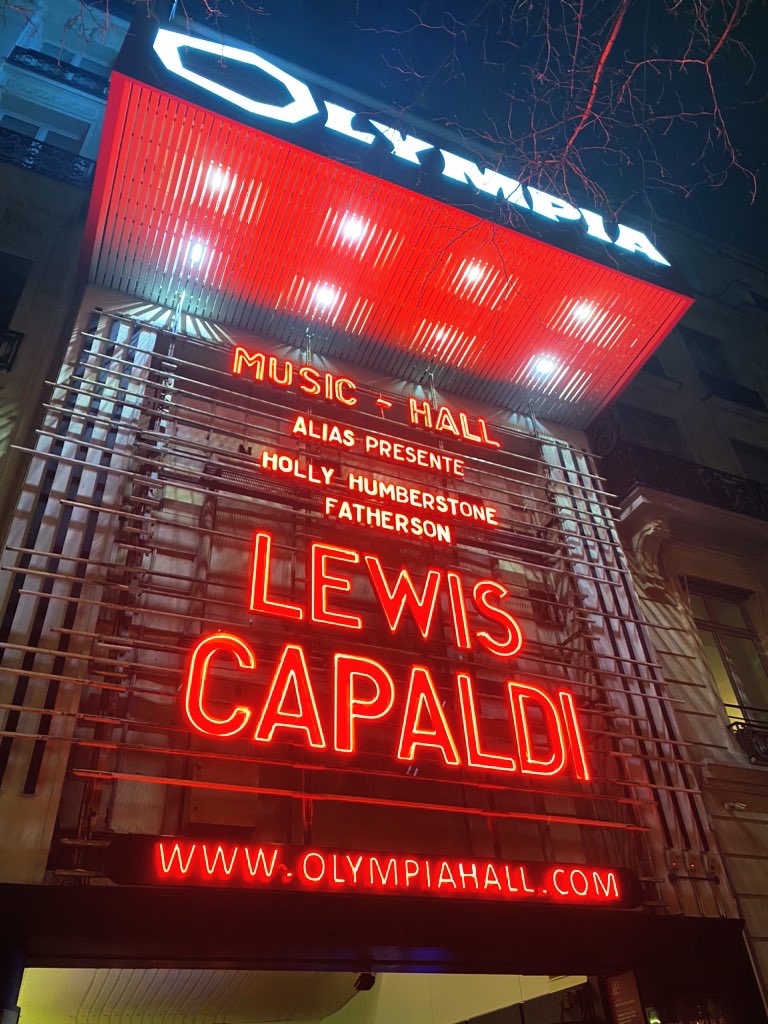 OLYMPIA
MUSIC - HALL
ALIAS PRESENTE
HOLLY HUMBERSTONE
FATHERSON
LEWIS
CAPALDI
WWW.OLYMPIAHALL.COM